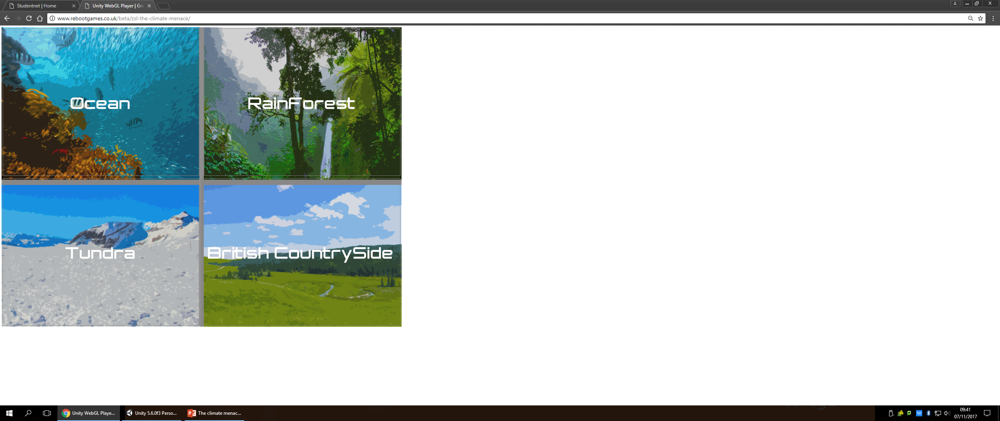 Studentnet | Home
Unity WebGL Player | Gre
www.rebootgames.co.uk/beta/zsl-the-climate-menace/
Ocean
RainForest
Tundra
British CountrySide
Unity WebGL Playe...
Unity 5.6.0f3 Perso...
The climate menac...
09:41
07/11/2017